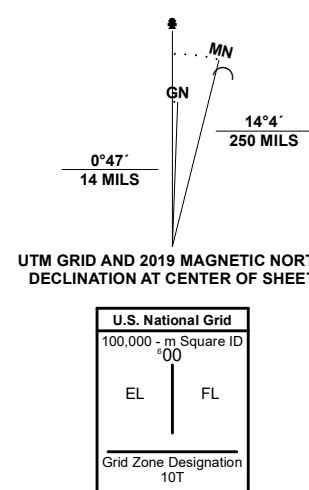 MN
GN
14°4´
250 MILS
0°47´
14 MILS
UTM GRID AND 2019 MAGNETIC NORT
DECLINATION AT CENTER OF SHEET
U.S. National Grid
100,000 - m Square ID
⁶00
EL FL
Grid Zone Designation
10T